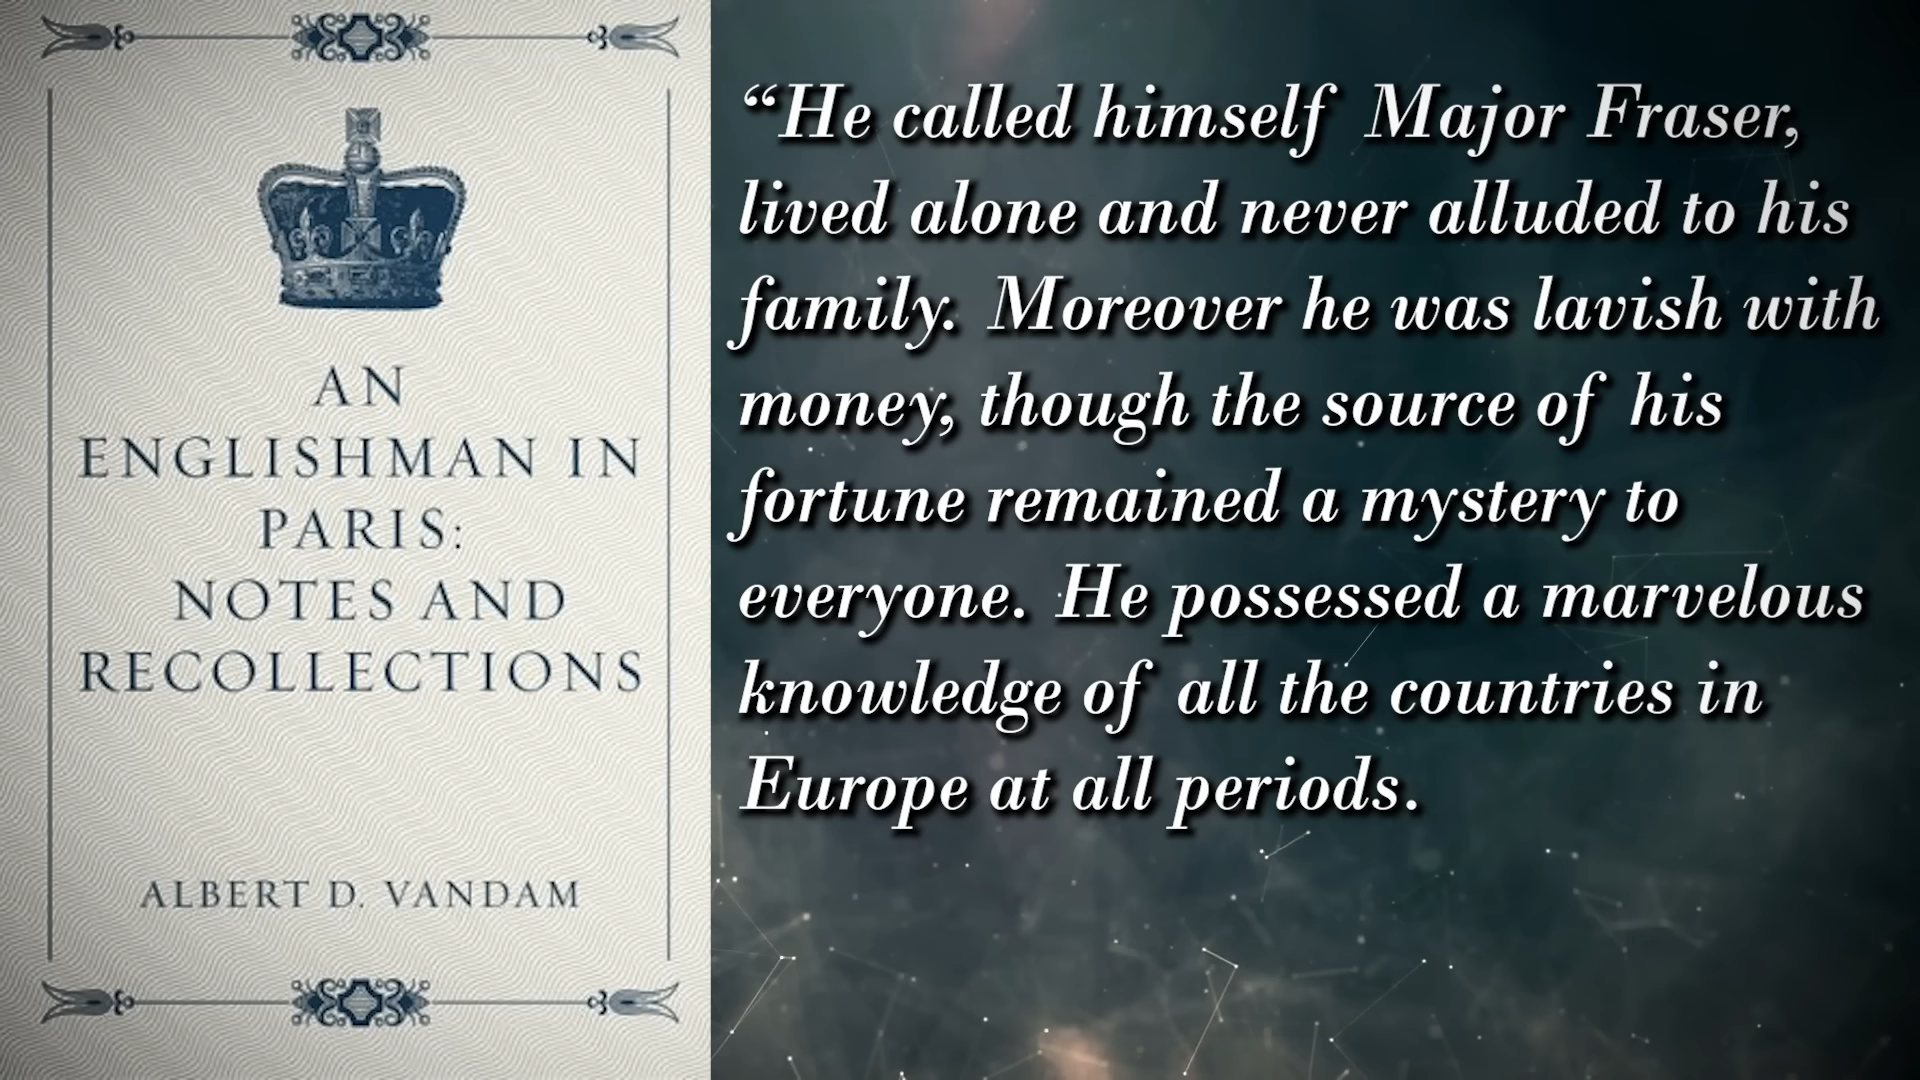 AN
ENGLISHMAN IN
PARIS:
NOTES AND
RECOLLECTIONS
ALBERT D. VANDAM
“He called himself Major Fraser,
lived alone and never alluded to his
family. Moreover he was lavish with
money, though the source of his
fortune remained a mystery to
everyone. He possessed a marvelous
knowledge of all the countries in
Europe at all periods.